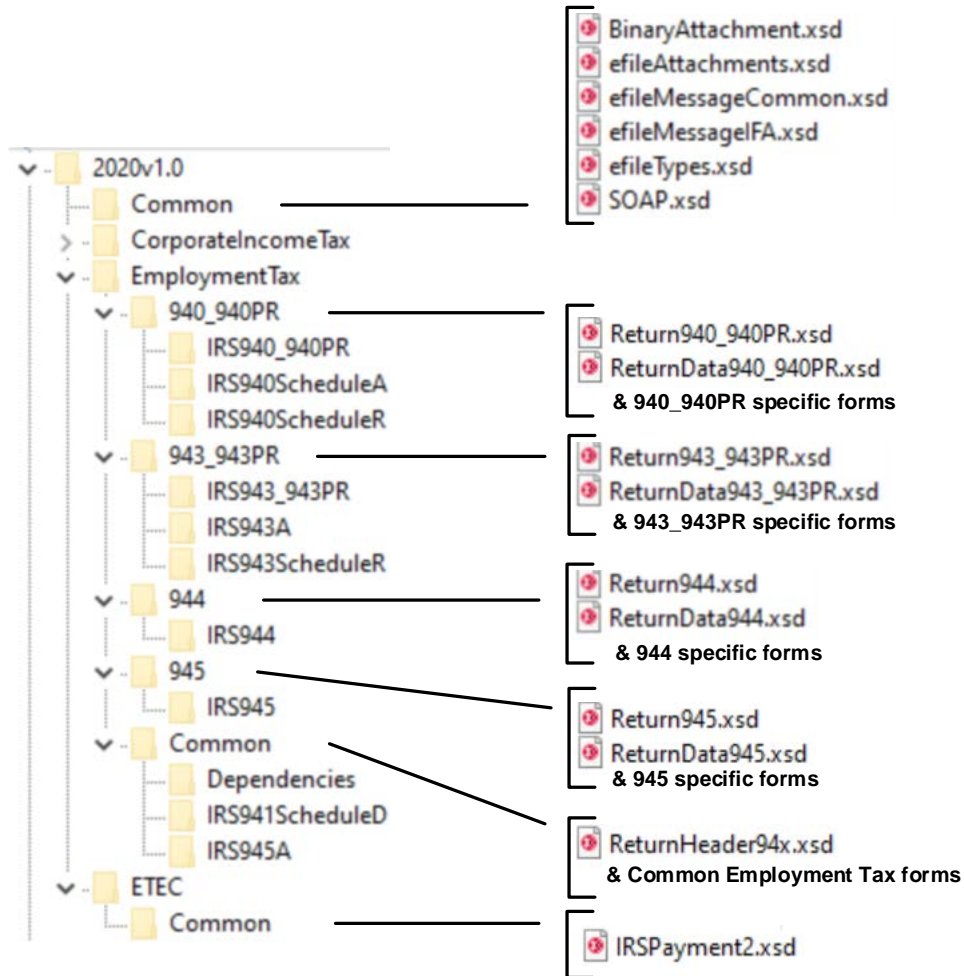 BinaryAttachment.xsd
efileAttachments.xsd
efileMessageCommon.xsd
efileMessageIFA.xsd
efileTypes.xsd
SOAP.xsd
2020v1.0
Common
CorporateIncomeTax
EmploymentTax
940_940PR
IRS940_940PR
IRS940ScheduleA
IRS940ScheduleR
943_943PR
IRS943_943PR
IRS943A
IRS943ScheduleR
944
IRS944
945
IRS945
Common
Dependencies
IRS941ScheduleD
IRS945A
ETEC
Common
Return940_940PR.xsd
ReturnData940_940PR.xsd
& 940_940PR specific forms
Return943_943PR.xsd
ReturnData943_943PR.xsd
& 943_943PR specific forms
Return944.xsd
ReturnData944.xsd
& 944 specific forms
Return945.xsd
ReturnData945.xsd
& 945 specific forms
ReturnHeader94x.xsd
& Common Employment Tax forms
IRSPayment2.xsd